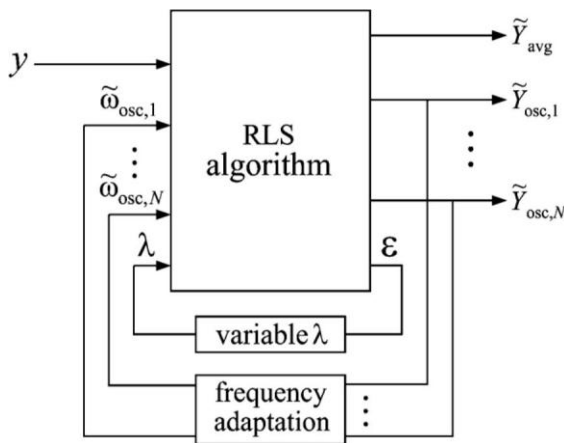 y
ω̃osc,1
⋮
ω̃osc,N
λ
RLS
algorithm
ε
Ỹavg
Ỹosc,1
⋮
Ỹosc,N
variable λ
frequency
adaptation
⋮